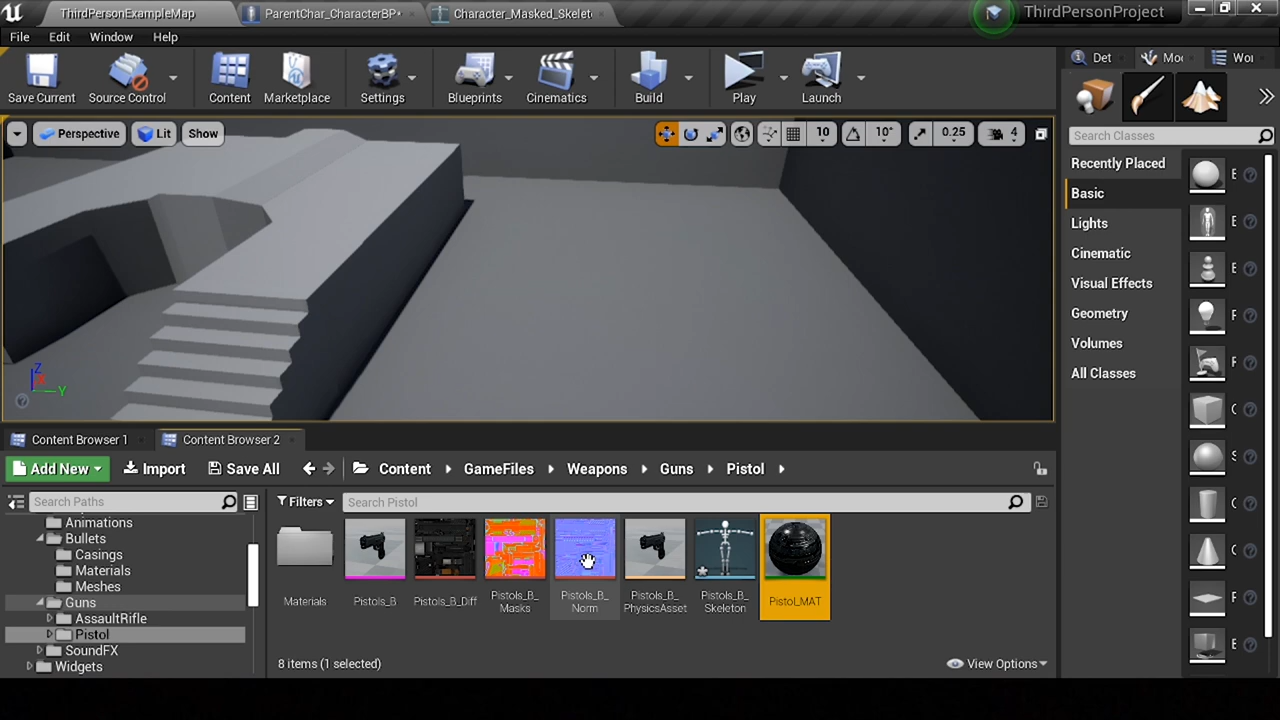 ThirdPersonExampleMap
ParentChar_CharacterBP•
Character_Masked_Skelet
ThirdPersonProject
File Edit Window Help
Save Current
Source Control
Content
Marketplace
Settings
Blueprints
Cinematics
Build
Play
Launch
Det
Mo
Wor
Perspective
Lit
Show
10
10°
0.25
4
Search Classes
Recently Placed
Basic
Lights
Cinematic
Visual Effects
Geometry
Volumes
All Classes
Z
X
Y
Content Browser 1
Content Browser 2
Add New
Import
Save All
Content
GameFiles
Weapons
Guns
Pistol
Search Paths
Filters
Search Pistol
Animations
Bullets
Casings
Materials
Meshes
Guns
AssaultRifle
Pistol
SoundFX
Widgets
Materials
Pistols_B
Pistols_B_Diff
Pistols_B_
Masks
Pistols_B_
Norm
Pistols_B_
PhysicsAsset
Pistols_B_
Skeleton
Pistol_MAT
8 items (1 selected)
View Options